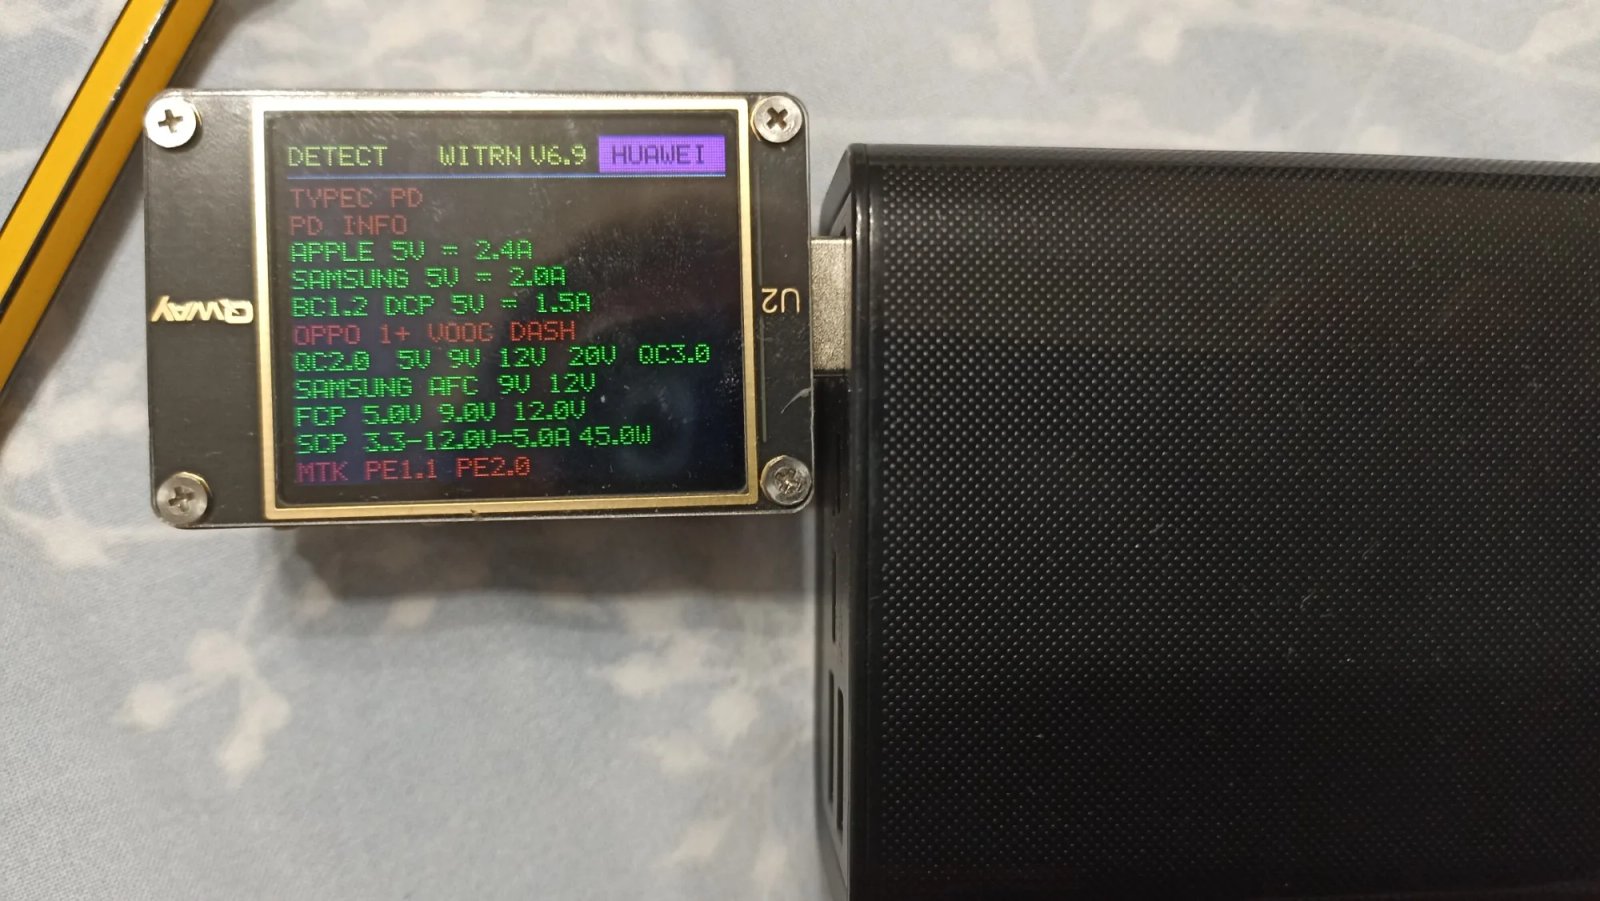 DETECT WITRN V6.9 HUAWEI
TYPEC PD
PD INFO
APPLE 5V = 2.4A
SAMSUNG 5V = 2.0A
BC1.2 DCP 5V = 1.5A
OPPO 1+ VOOC DASH
QC2.0 5V 9V 12V 20V QC3.0
SAMSUNG AFC 9V 12V
FCP 5.0V 9.0V 12.0V
SCP 3.3-12.0V=5.0A 45.0W
MTK PE1.1 PE2.0
QWAY
U2